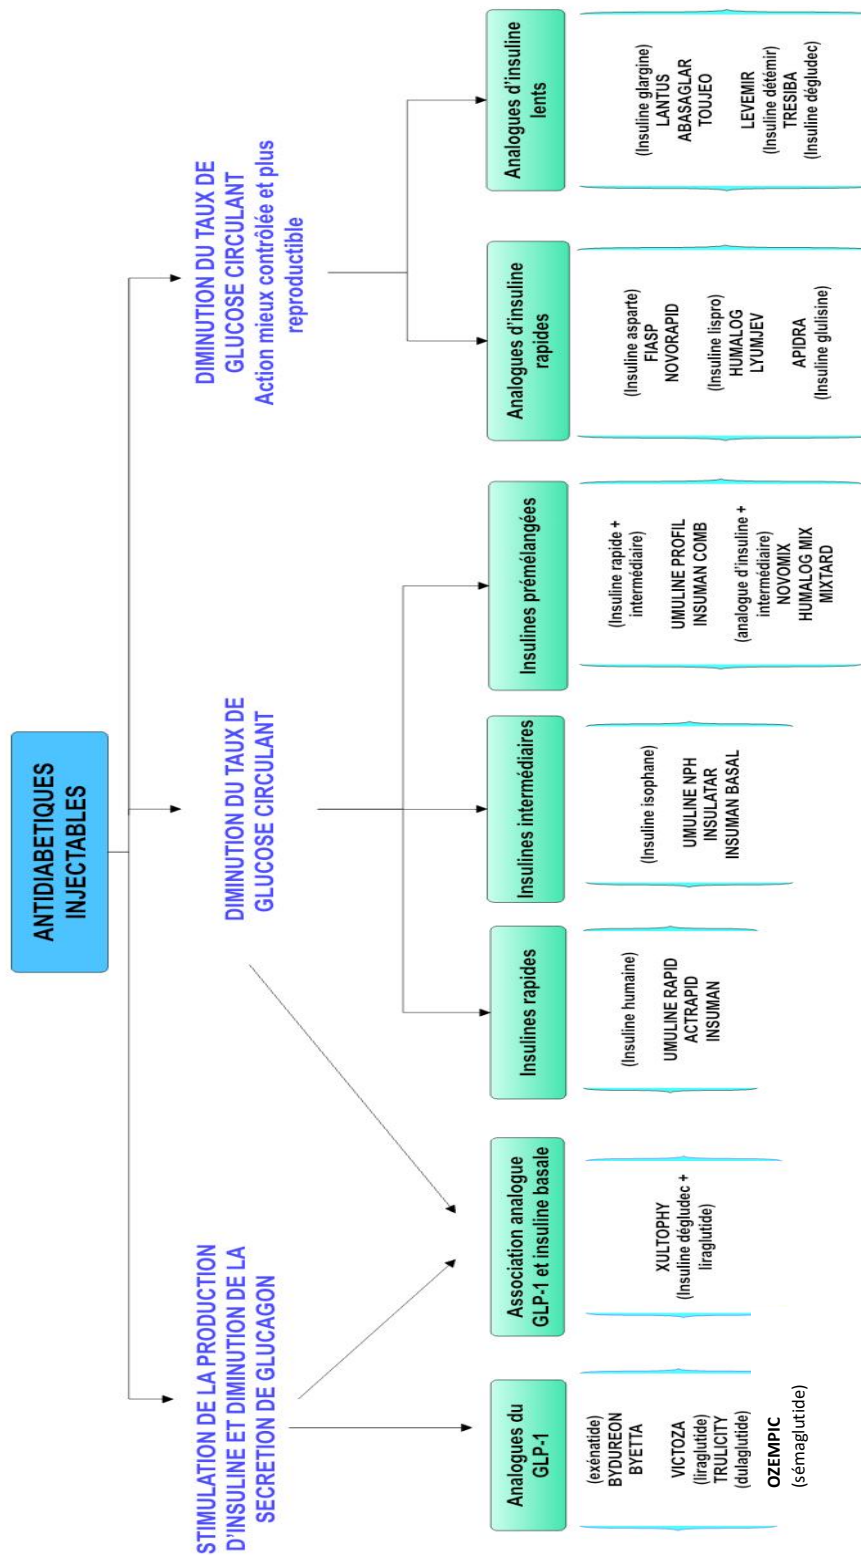 ANTIDIABETIQUES
INJECTABLES
STIMULATION DE LA PRODUCTION
D'INSULINE ET DIMINUTION DE LA
SECRETION DE GLUCAGON
DIMINUTION DU TAUX DE
GLUCOSE CIRCULANT
DIMINUTION DU TAUX DE
GLUCOSE CIRCULANT
Action mieux contrôlée et plus
reproductible
Analogues du
GLP-1
(exénatide)
BYDUREON
BYETTA
VICTOZA
(liraglutide)
TRULICITY
(dulaglutide)
OZEMPIC
(sémaglutide)
Association analogue
GLP-1 et insuline basale
XULTOPHY
(Insuline dégludec +
liraglutide)
Insulines rapides
(Insuline humaine)
UMULINE RAPID
ACTRAPID
INSUMAN
Insulines intermédiaires
(Insuline isophane)
UMULINE NPH
INSULATAR
INSUMAN BASAL
Insulines prémélangées
(Insuline rapide +
intermédiaire)
UMULINE PROFIL
INSUMAN COMB
(analogue d'insuline +
intermédiaire)
NOVOMIX
HUMALOG MIX
MIXTARD
Analogues d'insuline
rapides
(Insuline asparte)
FIASP
NOVORAPID
(Insuline lispro)
HUMALOG
LYUMJEV
APIDRA
(Insuline glulisine)
Analogues d'insuline
lents
(Insuline glargine)
LANTUS
ABASAGLAR
TOUJEO
LEVEMIR
(Insuline détémir)
TRESIBA
(Insuline dégludec)